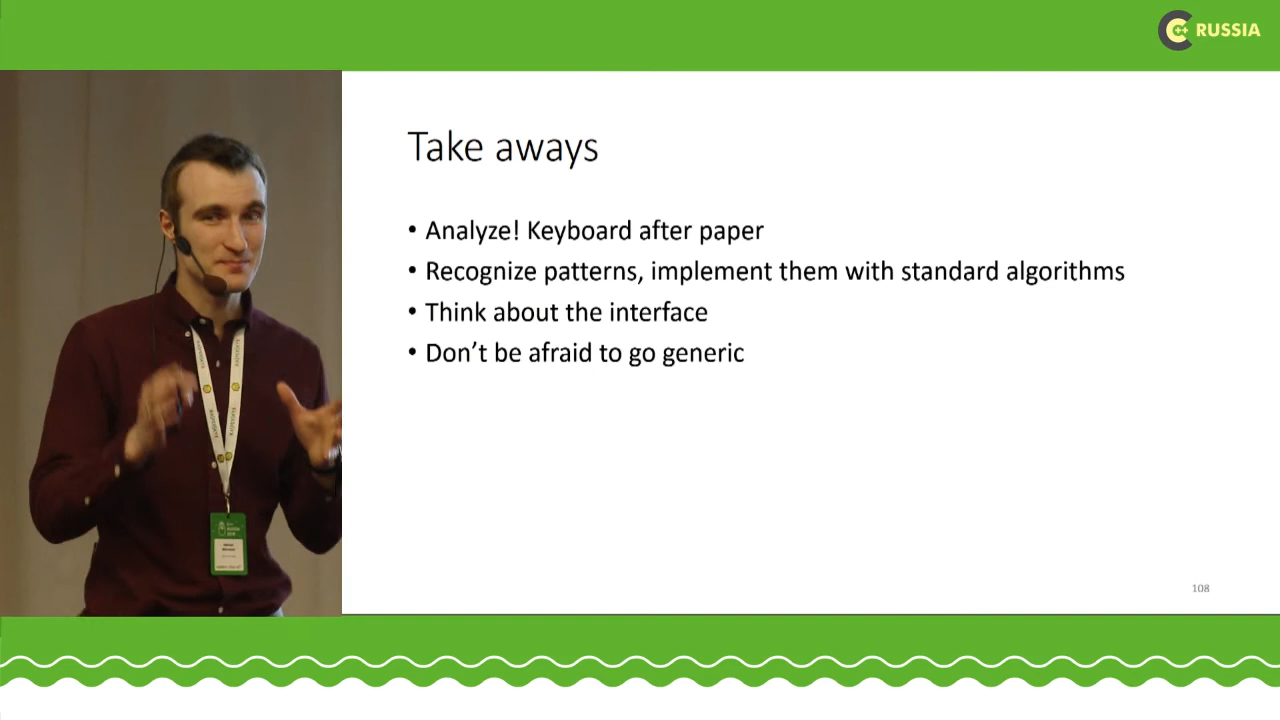 C++ RUSSIA
Take aways
• Analyze! Keyboard after paper
• Recognize patterns, implement them with standard algorithms
• Think about the interface
• Don’t be afraid to go generic
108